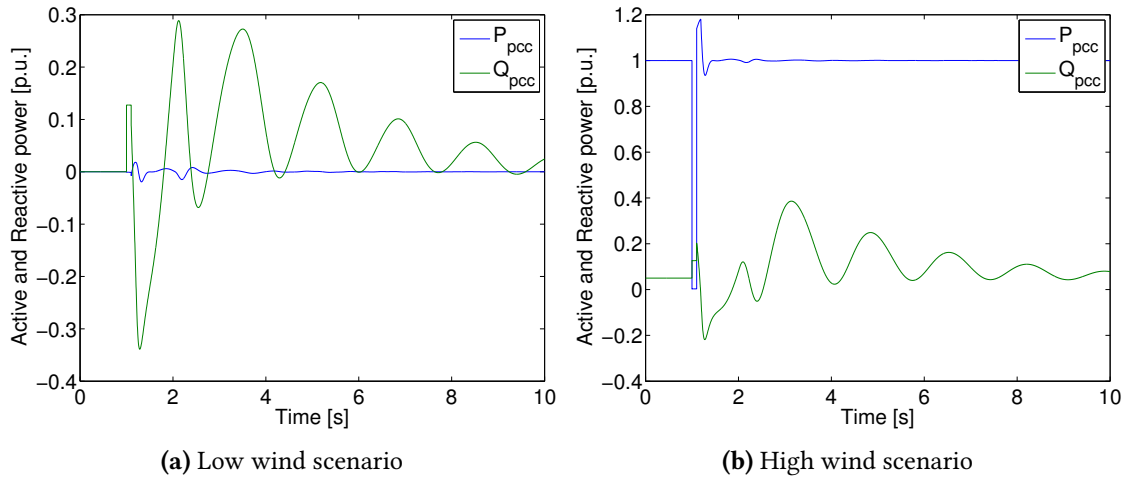 Active and Reactive power [p.u.]
0.3
0.2
0.1
0
−0.1
−0.2
−0.3
−0.4
0 2 4 6 8 10
Time [s]
P_pcc
Q_pcc
(a) Low wind scenario
Active and Reactive power [p.u.]
1.2
1
0.8
0.6
0.4
0.2
0
−0.2
−0.4
0 2 4 6 8 10
Time [s]
P_pcc
Q_pcc
(b) High wind scenario